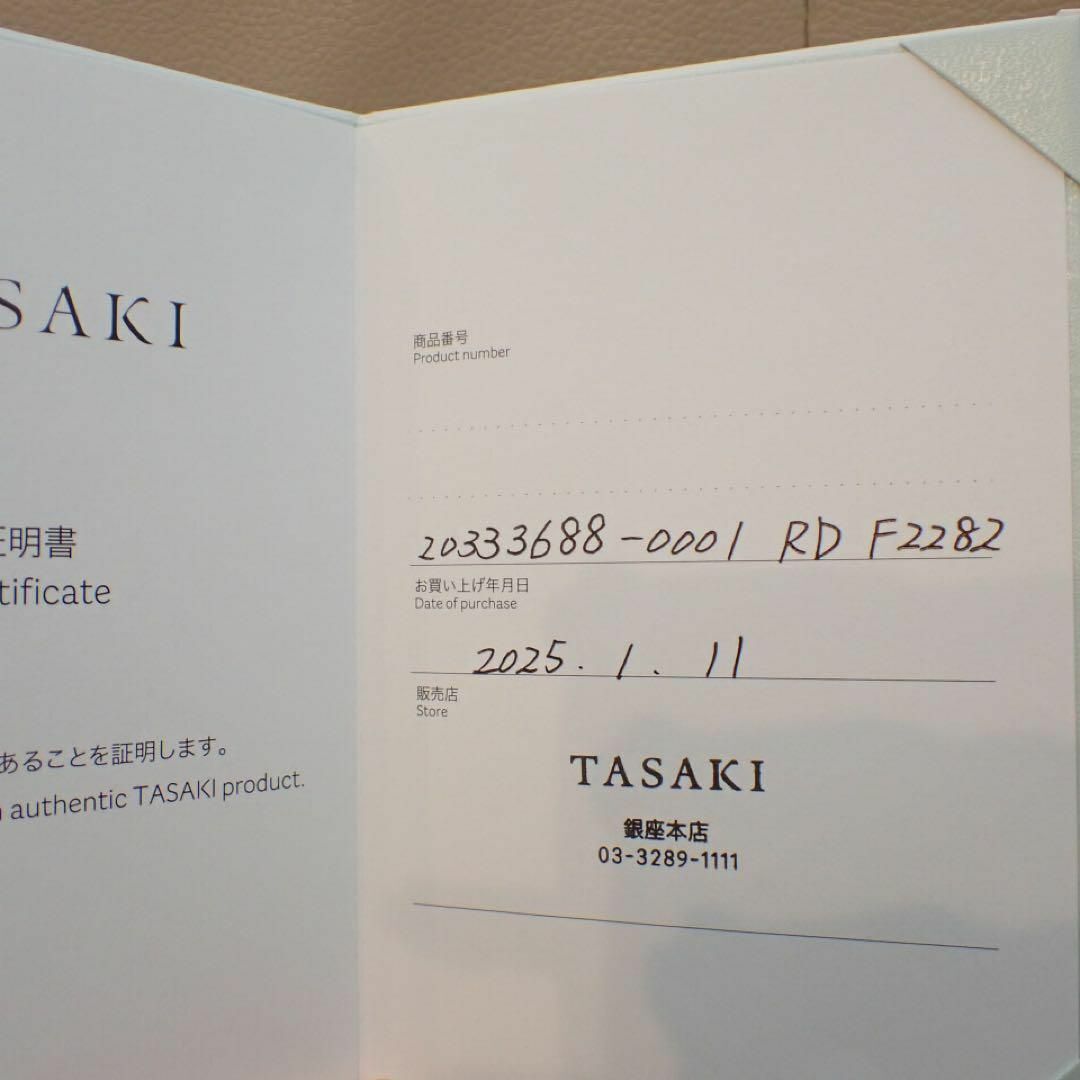 SAKI
明書
tificate
あることを証明します。
authentic TASAKI product.
商品番号
Product number
20333688-0001 RD F2282
お買い上げ年月日
Date of purchase
2025. 1. 11
販売店
Store
TASAKI
銀座本店
03-3289-1111